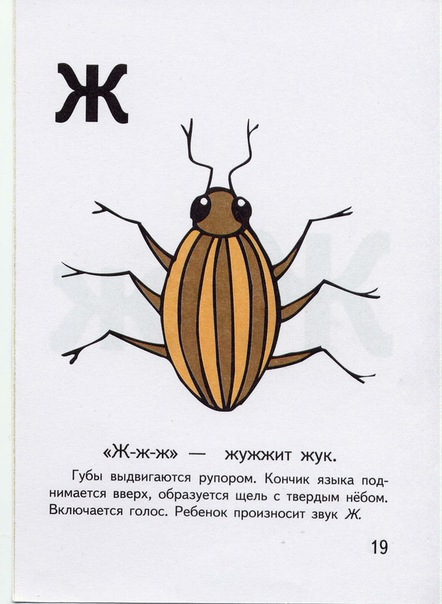 Ж
«Ж-ж-ж» — жужжит жук.
Губы выдвигаются рупором. Кончик языка под-
нимается вверх, образуется щель с твердым нёбом.
Включается голос. Ребенок произносит звук Ж.
19